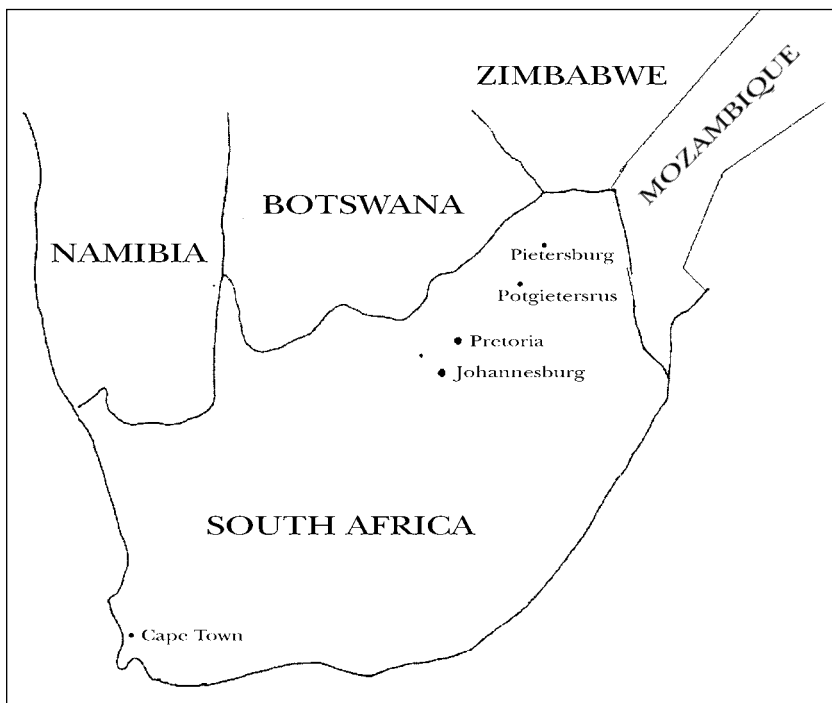 ZIMBABWE
MOZAMBIQUE
BOTSWANA
NAMIBIA
Pietersburg
Potgietersrus
Pretoria
Johannesburg
SOUTH AFRICA
Cape Town